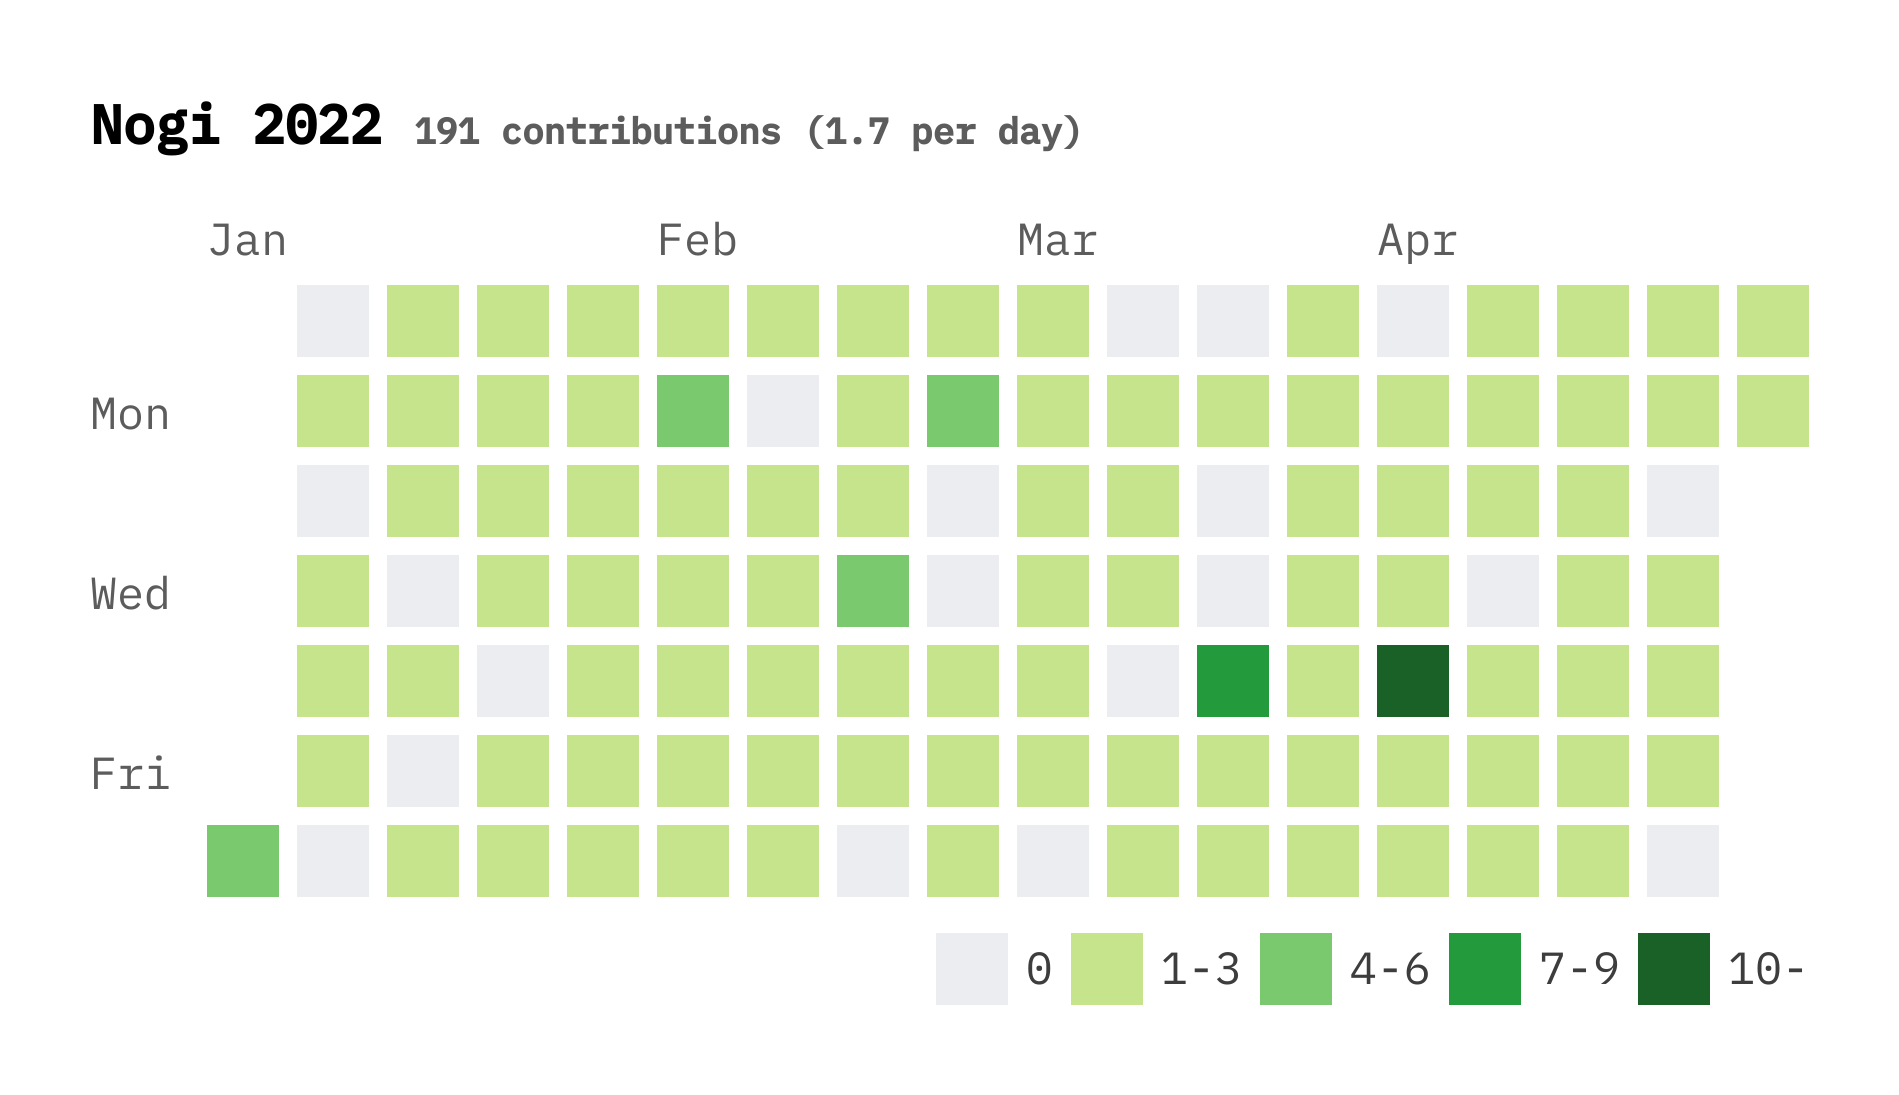 Nogi 2022 191 contributions (1.7 per day)
Jan Feb Mar Apr
Mon
Wed
Fri
0 1-3 4-6 7-9 10-